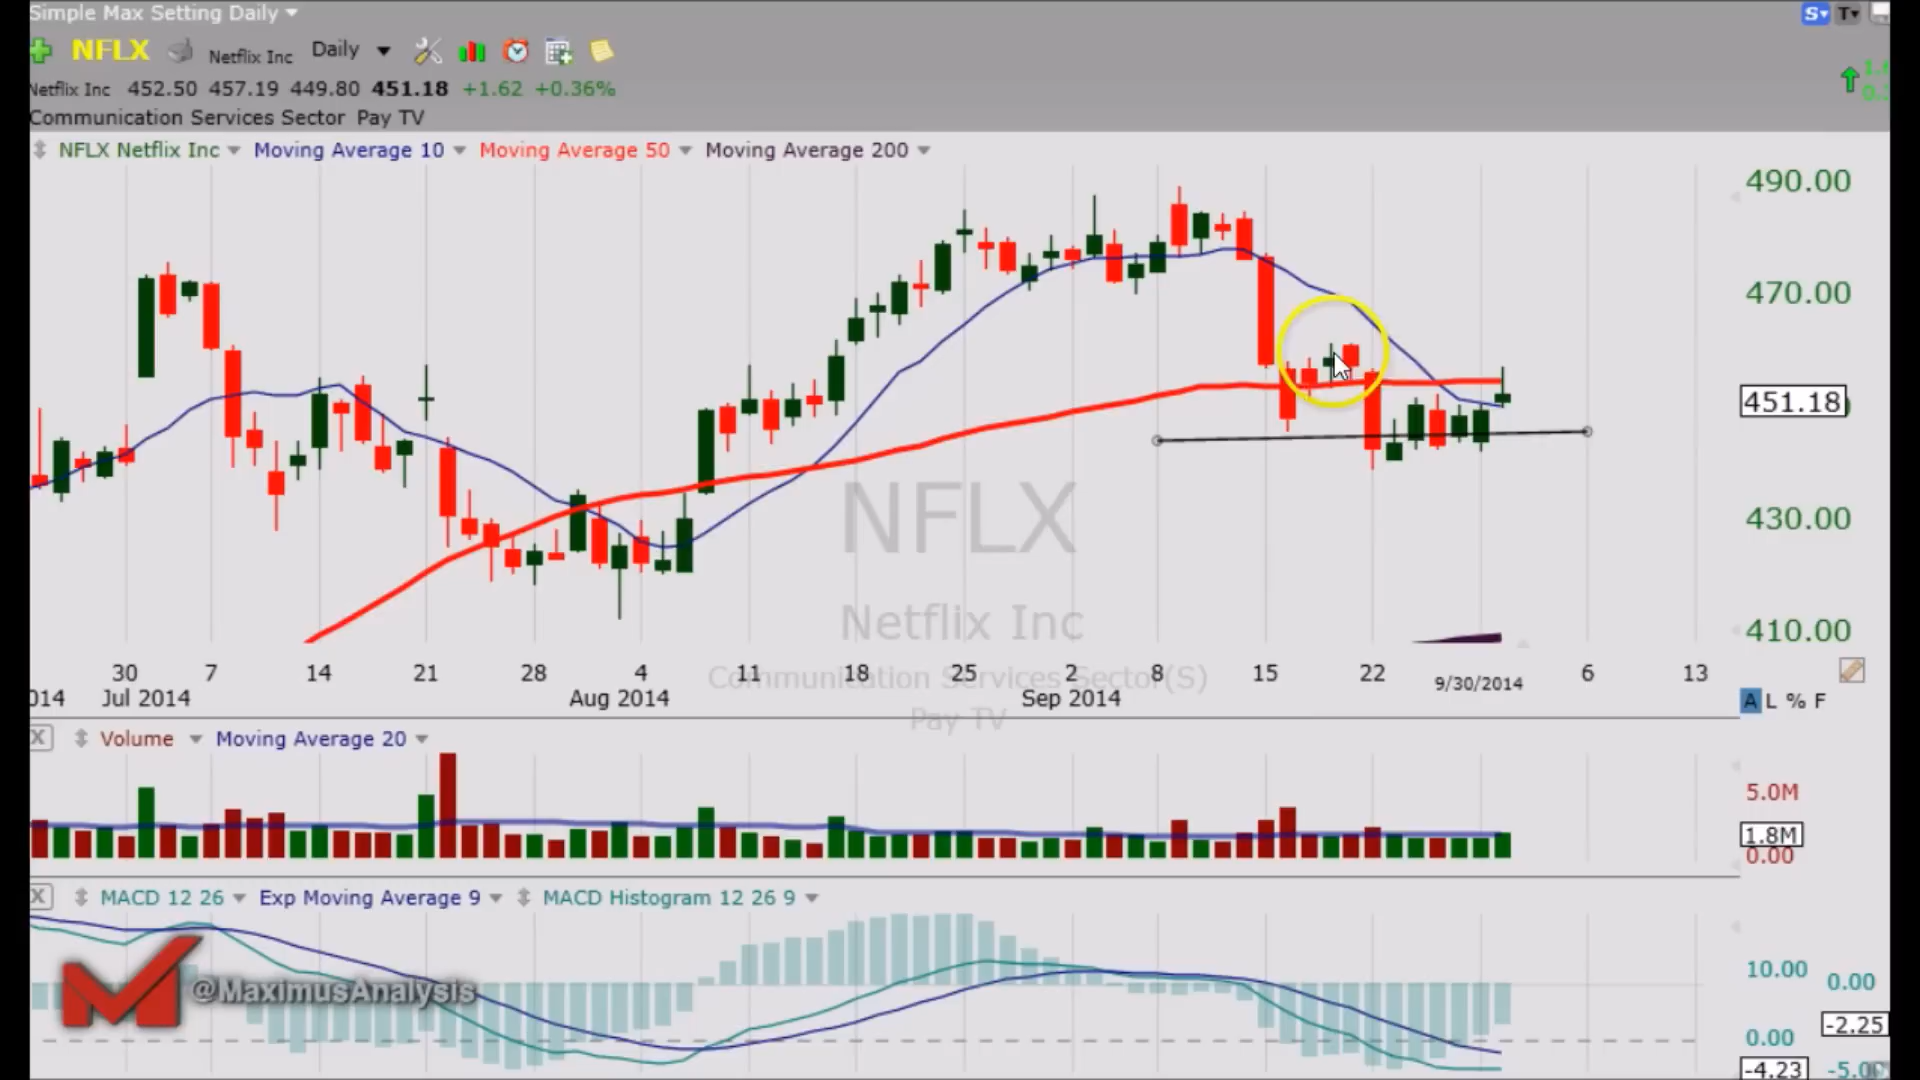 Simple Max Setting Daily
S T
NFLX Netflix Inc Daily
Netflix Inc 452.50 457.19 449.80 451.18 +1.62 +0.36%
Communication Services Sector Pay TV
NFLX Netflix Inc Moving Average 10 Moving Average 50 Moving Average 200
490.00
470.00
451.18
430.00
410.00
NFLX
Netflix Inc
Communication Services Sector(S)
Pay TV
30 7 14 21 28 4 11 18 25 2 8 15 22 9/30/2014 6 13
014 Jul 2014 Aug 2014 Sep 2014
A L % F
X Volume Moving Average 20
5.0M
1.8M
0.00
X MACD 12 26 Exp Moving Average 9 MACD Histogram 12 26 9
10.00 0.00
-2.25
0.00
-4.23
@MaximusAnalysis